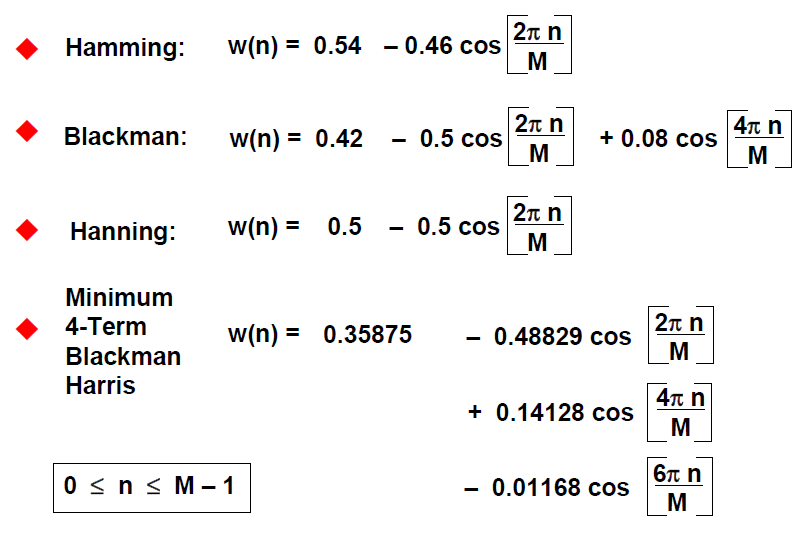 Hamming: w(n) = 0.54 – 0.46 cos [2π n / M]
Blackman: w(n) = 0.42 – 0.5 cos [2π n / M] + 0.08 cos [4π n / M]
Hanning: w(n) = 0.5 – 0.5 cos [2π n / M]
Minimum
4-Term
Blackman
Harris
w(n) = 0.35875 – 0.48829 cos [2π n / M]
+ 0.14128 cos [4π n / M]
– 0.01168 cos [6π n / M]
0 ≤ n ≤ M – 1